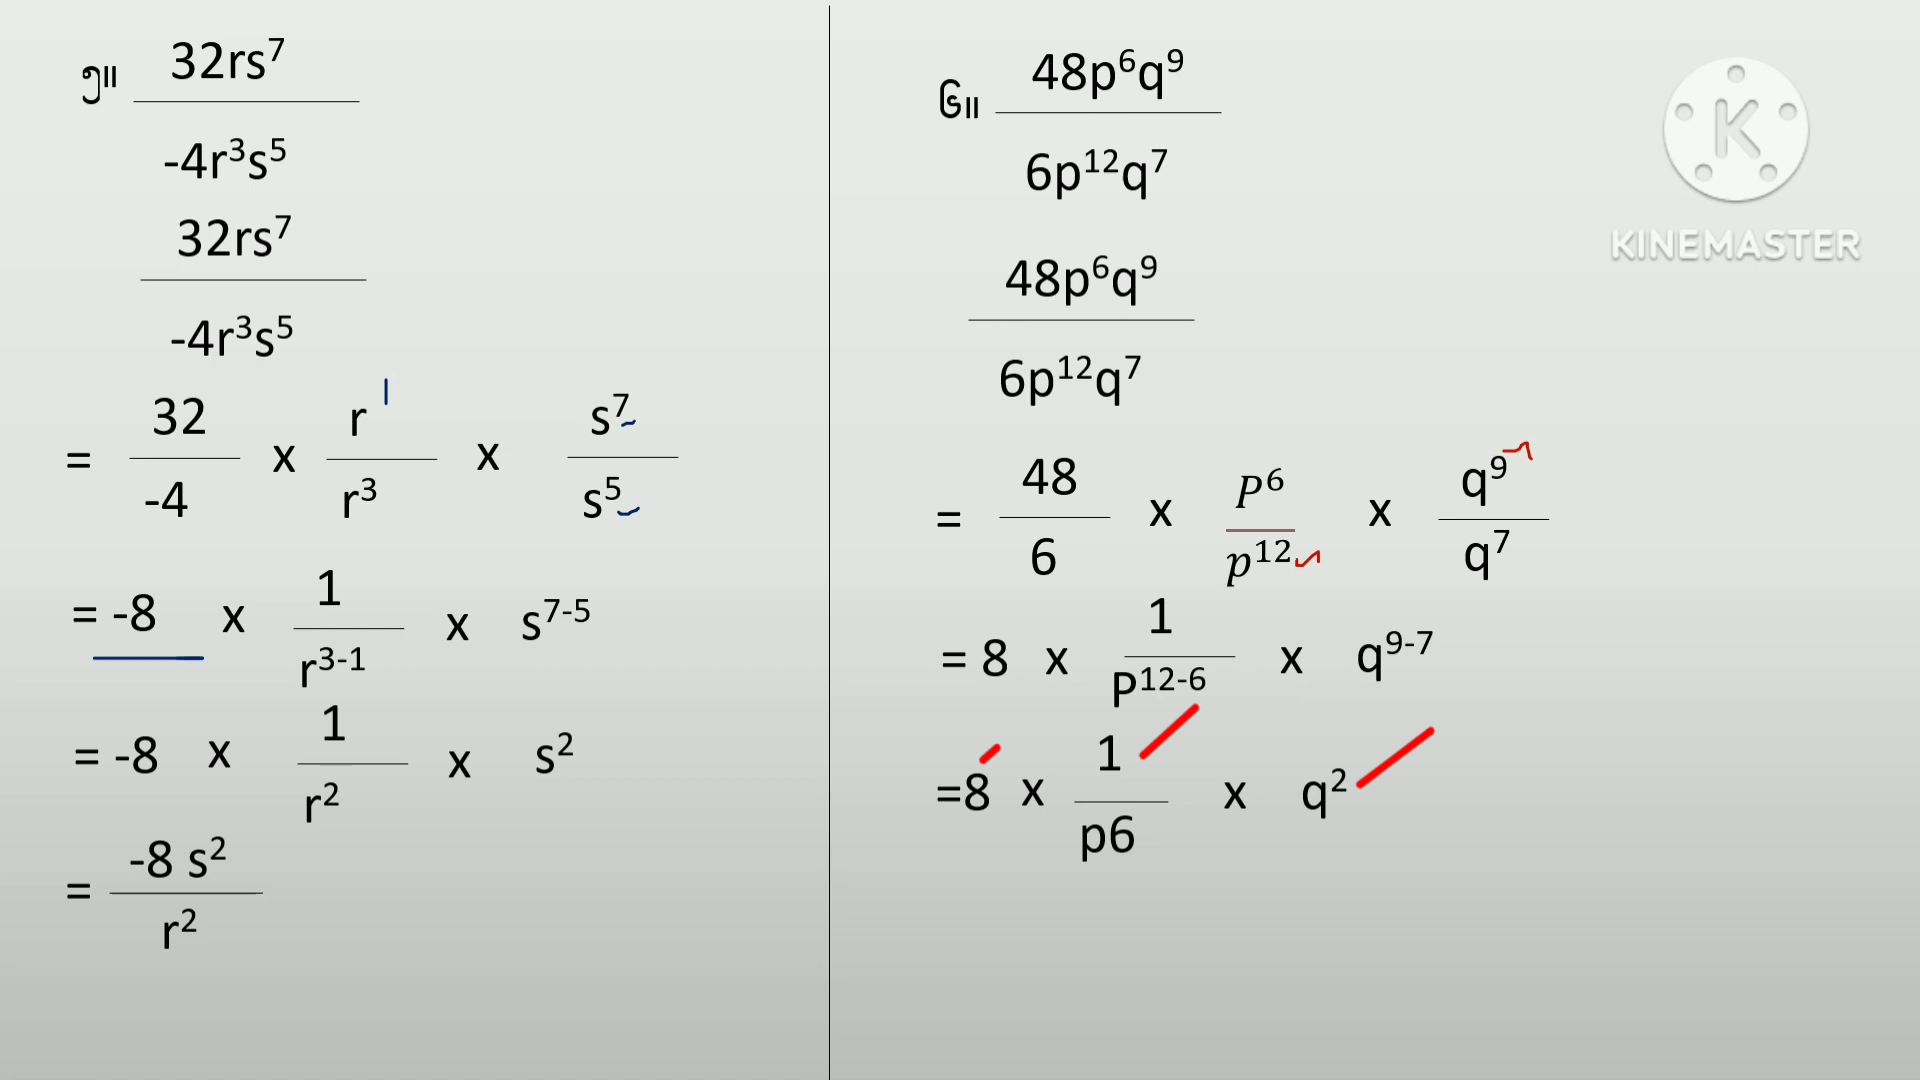 ၅။ 32rs⁷
-4r³s⁵
32rs⁷
-4r³s⁵
= 32 x r x s⁷
-4 r³ s⁵
= -8 x 1 x s⁷⁻⁵
r³⁻¹
= -8 x 1 x s²
r²
= -8 s²
r²
၆။ 48p⁶q⁹
6p¹²q⁷
48p⁶q⁹
6p¹²q⁷
= 48 x P⁶ x q⁹
6 p¹² q⁷
= 8 x 1 x q⁹⁻⁷
P¹²⁻⁶
=8 x 1 x q²
p6
K
KINEMASTER